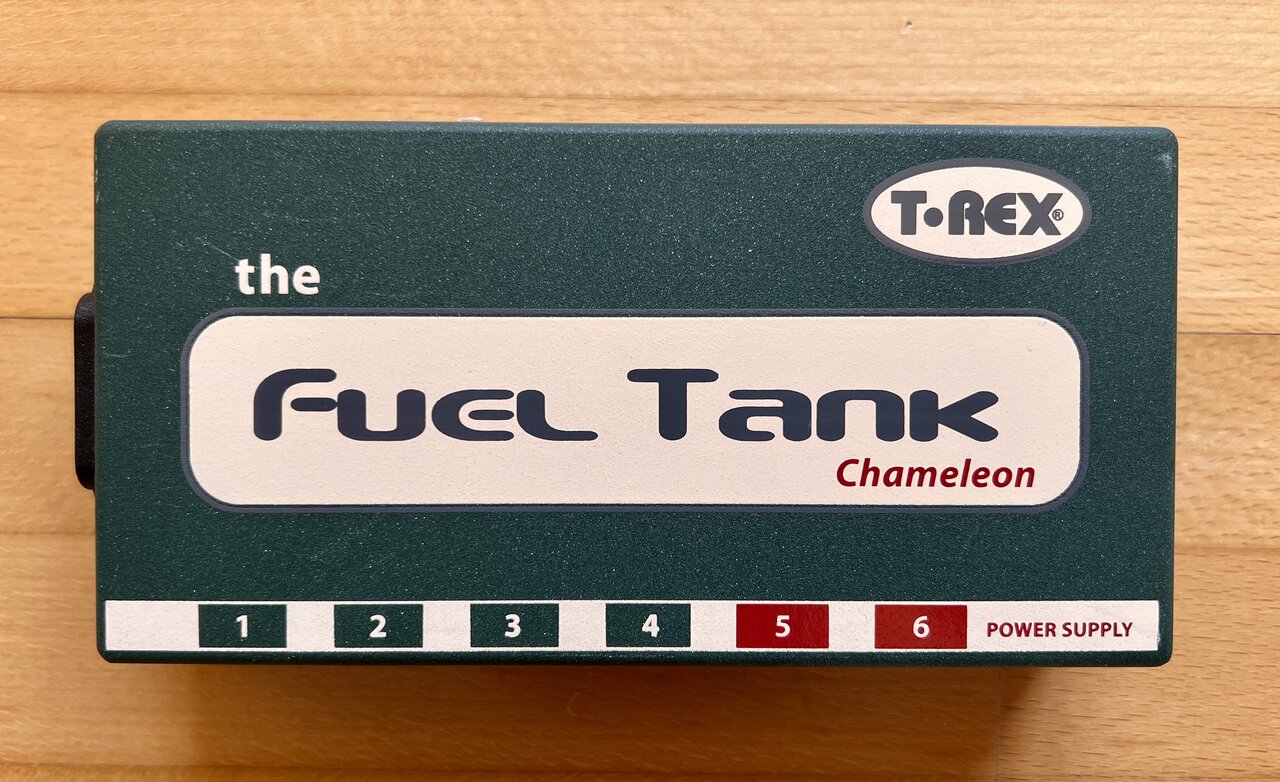 T•REX®
the
Fuel Tank
Chameleon
1 2 3 4 5 6 POWER SUPPLY